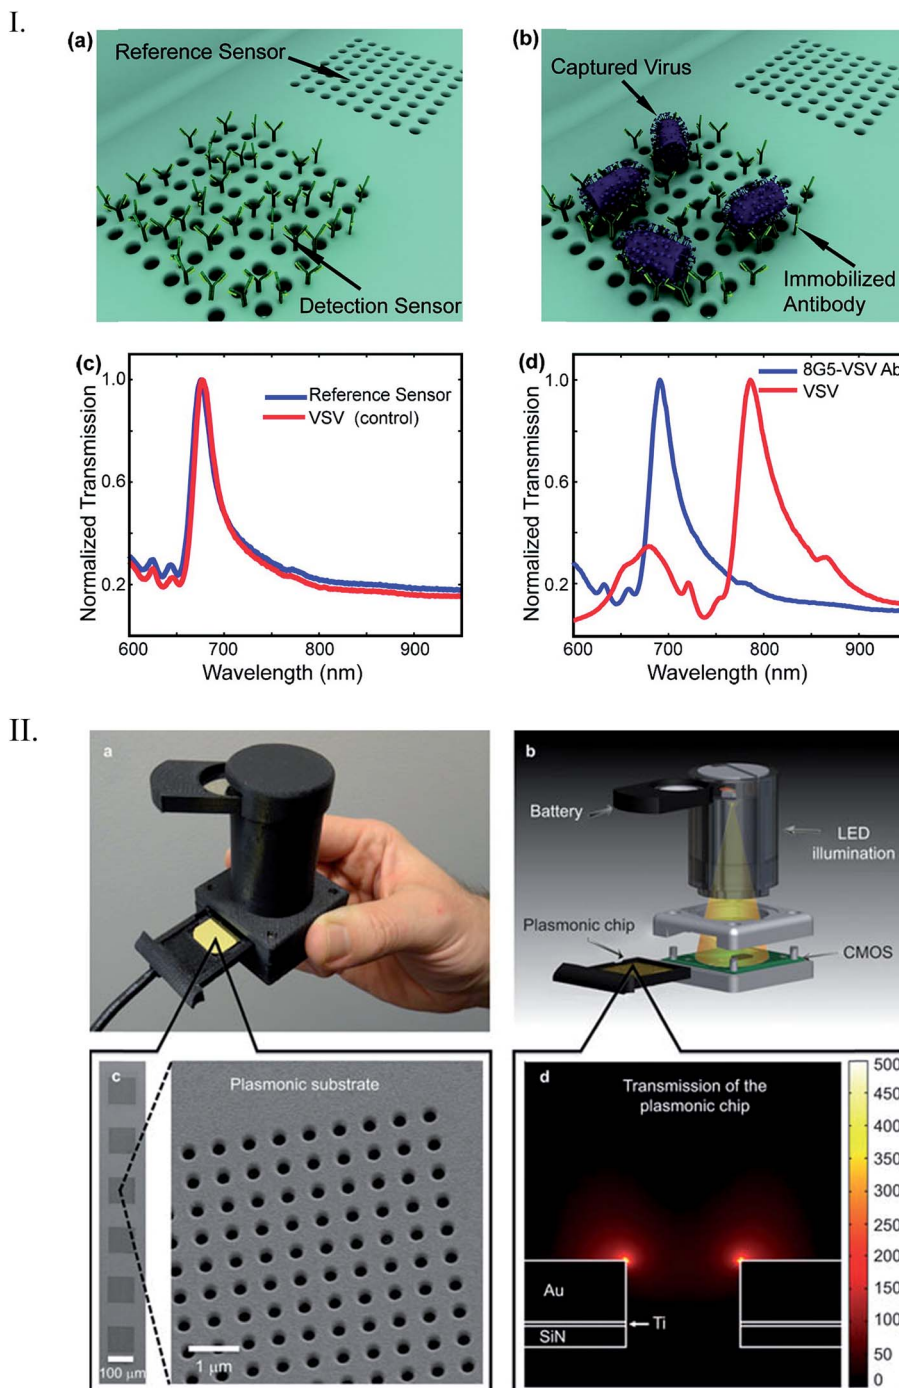 I.
(a)
Reference Sensor
Detection Sensor
(b)
Captured Virus
Immobilized
Antibody
(c)
Normalized Transmission
1.0
0.6
0.2
Reference Sensor
VSV (control)
600
700
800
900
Wavelength (nm)
(d)
Normalized Transmission
1.0
0.6
0.2
8G5-VSV Ab
VSV
600
700
800
900
Wavelength (nm)
II.
a
b
Battery
LED
illumination
Plasmonic chip
CMOS
c
Plasmonic substrate
100 μm
1 μm
d
Transmission of the
plasmonic chip
Au
Ti
SiN
500
450
400
350
300
250
200
150
100
50
0